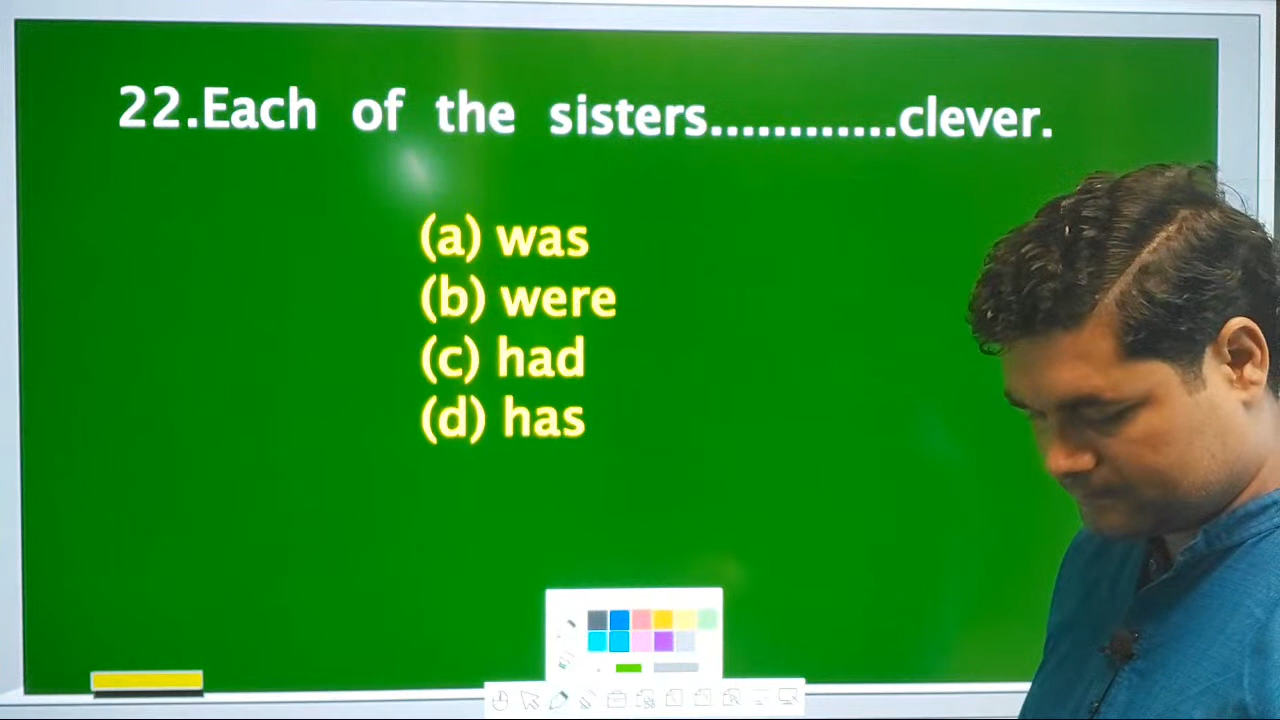 22.Each of the sisters............clever.
(a) was
(b) were
(c) had
(d) has